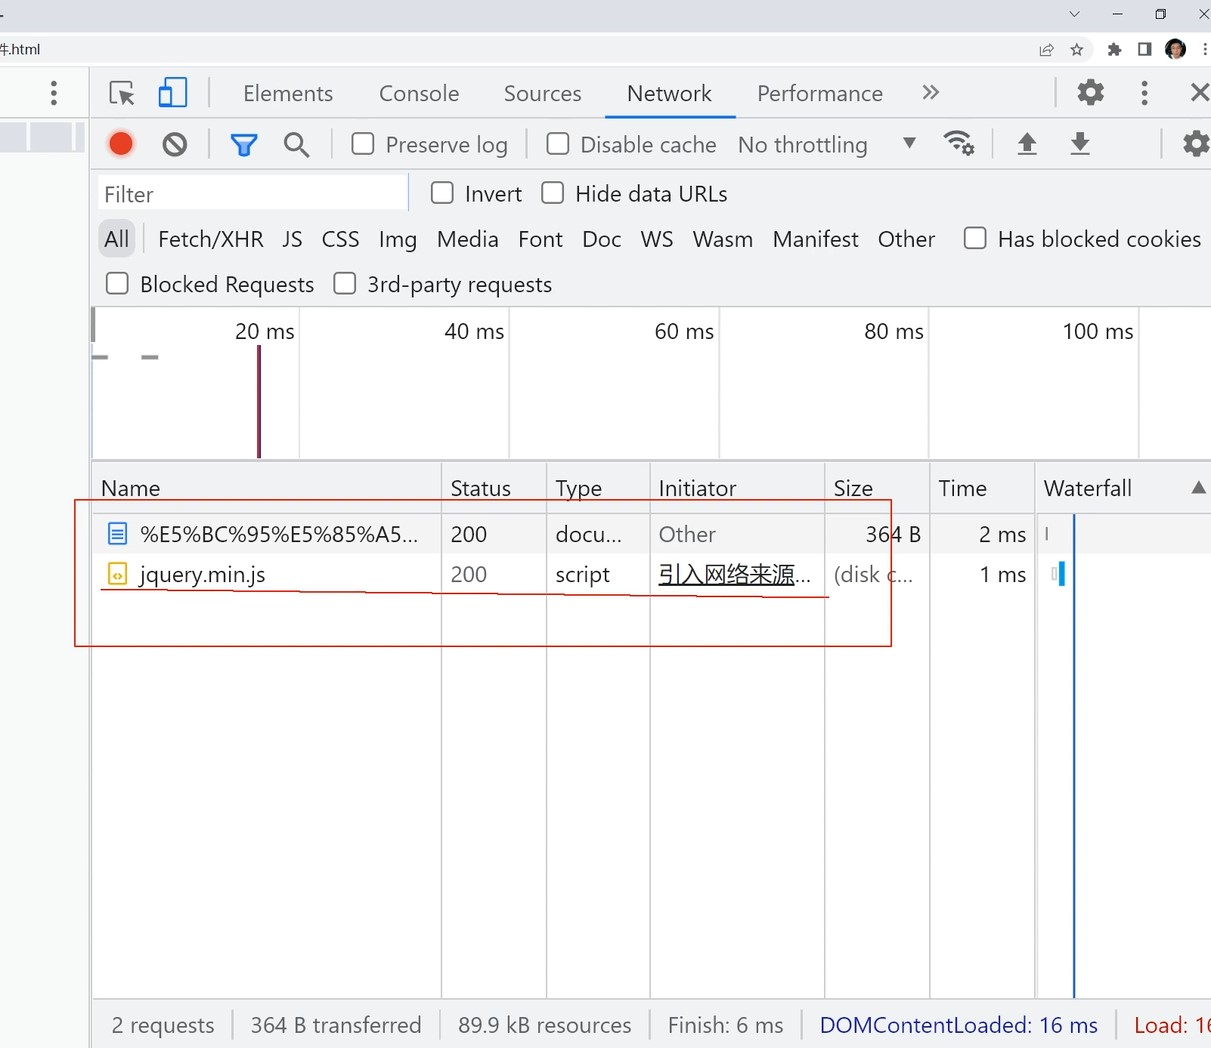 件.html
Elements Console Sources Network Performance »
Preserve log Disable cache No throttling
Filter Invert Hide data URLs
All Fetch/XHR JS CSS Img Media Font Doc WS Wasm Manifest Other Has blocked cookies
Blocked Requests 3rd-party requests
20 ms 40 ms 60 ms 80 ms 100 ms
Name Status Type Initiator Size Time Waterfall
%E5%BC%95%E5%85%A5... 200 docu... Other 364 B 2 ms
jquery.min.js 200 script 引入网络来源... (disk c... 1 ms
2 requests 364 B transferred 89.9 kB resources Finish: 6 ms DOMContentLoaded: 16 ms Load: 16